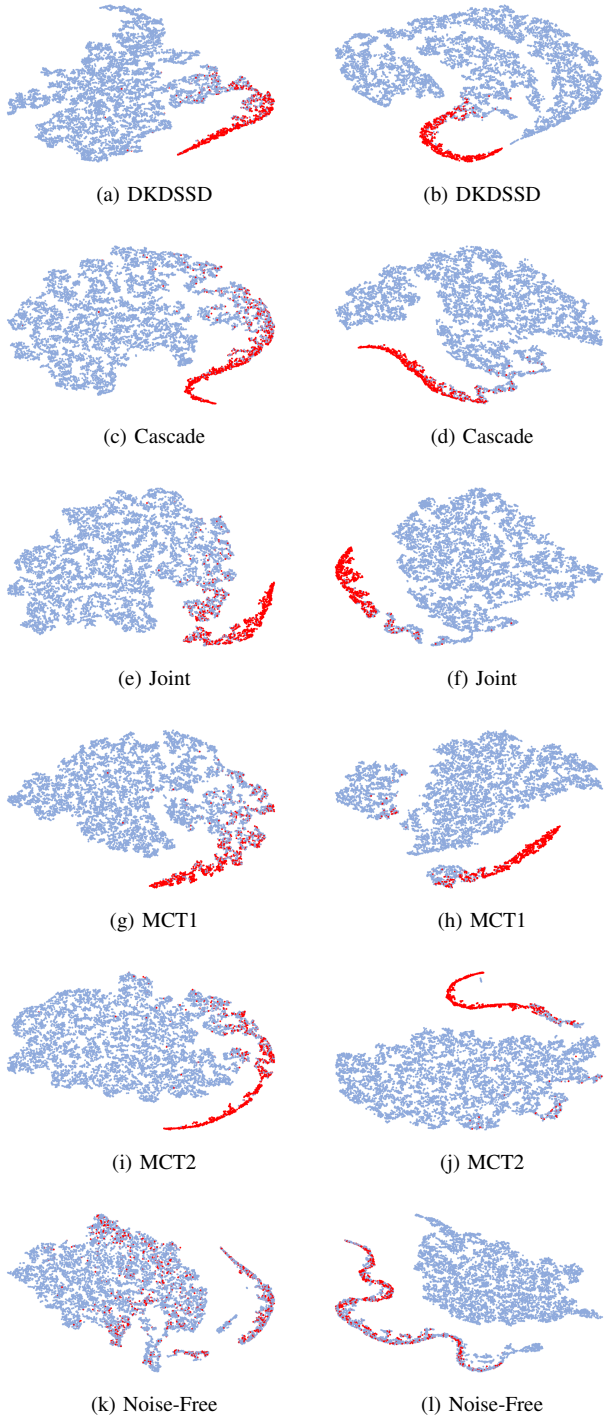 (a) DKDSSD
(b) DKDSSD
(c) Cascade
(d) Cascade
(e) Joint
(f) Joint
(g) MCT1
(h) MCT1
(i) MCT2
(j) MCT2
(k) Noise-Free
(l) Noise-Free